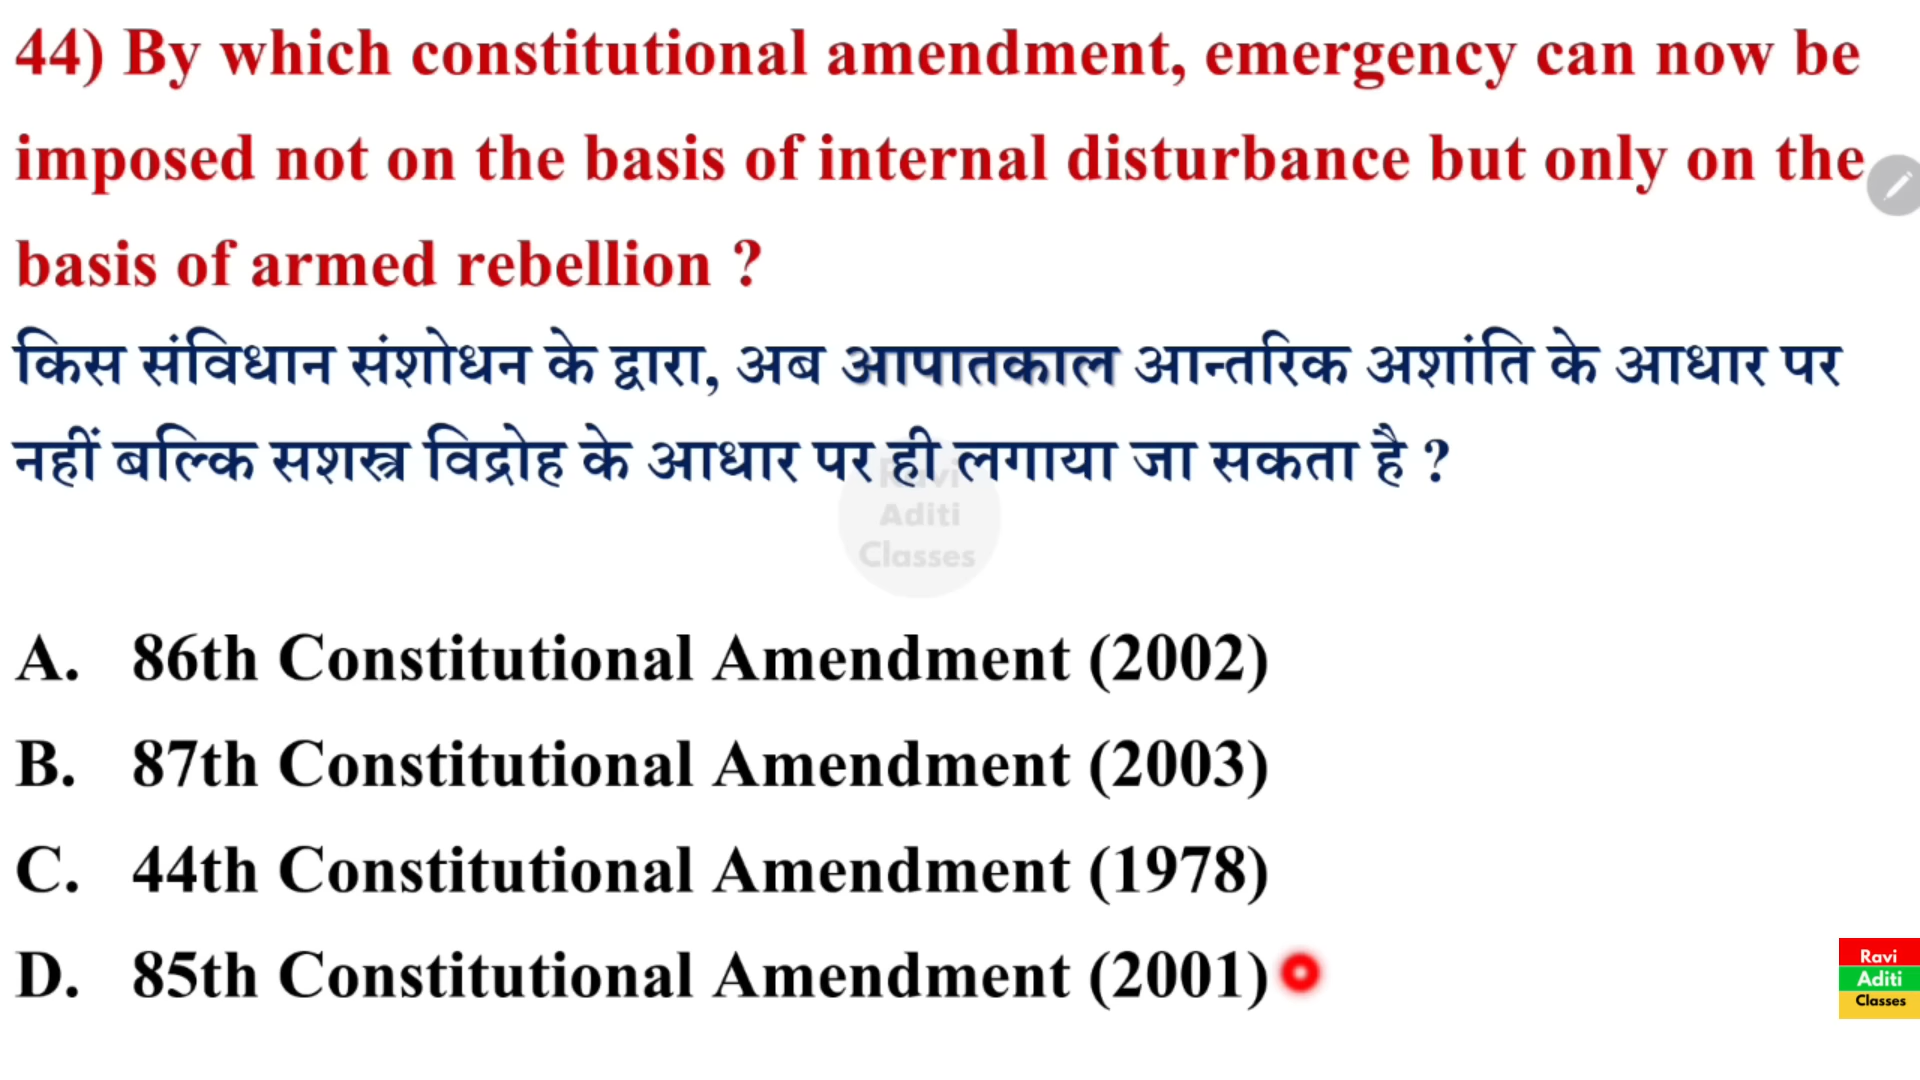 44) By which constitutional amendment, emergency can now be
imposed not on the basis of internal disturbance but only on the
basis of armed rebellion ?
किस संविधान संशोधन के द्वारा, अब आपातकाल आन्तरिक अशांति के आधार पर
नहीं बल्कि सशस्त्र विद्रोह के आधार पर ही लगाया जा सकता है ?
Ravi
Aditi
Classes
A. 86th Constitutional Amendment (2002)
B. 87th Constitutional Amendment (2003)
C. 44th Constitutional Amendment (1978)
D. 85th Constitutional Amendment (2001)
Ravi
Aditi
Classes